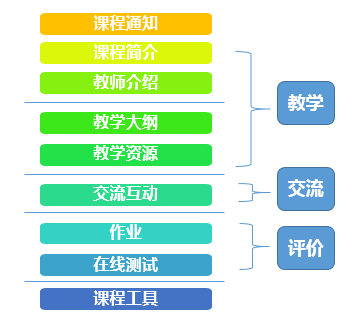 课程通知
课程简介
教师介绍
教学大纲
教学资源
交流互动
作业
在线测试
课程工具
教学
交流
评价